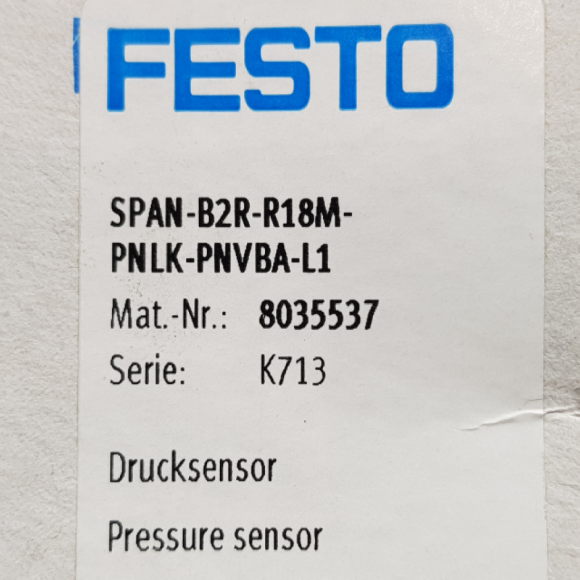 FESTO
SPAN-B2R-R18M-
PNLK-PNVBA-L1
Mat.-Nr.: 8035537
Serie: K713
Drucksensor
Pressure sensor